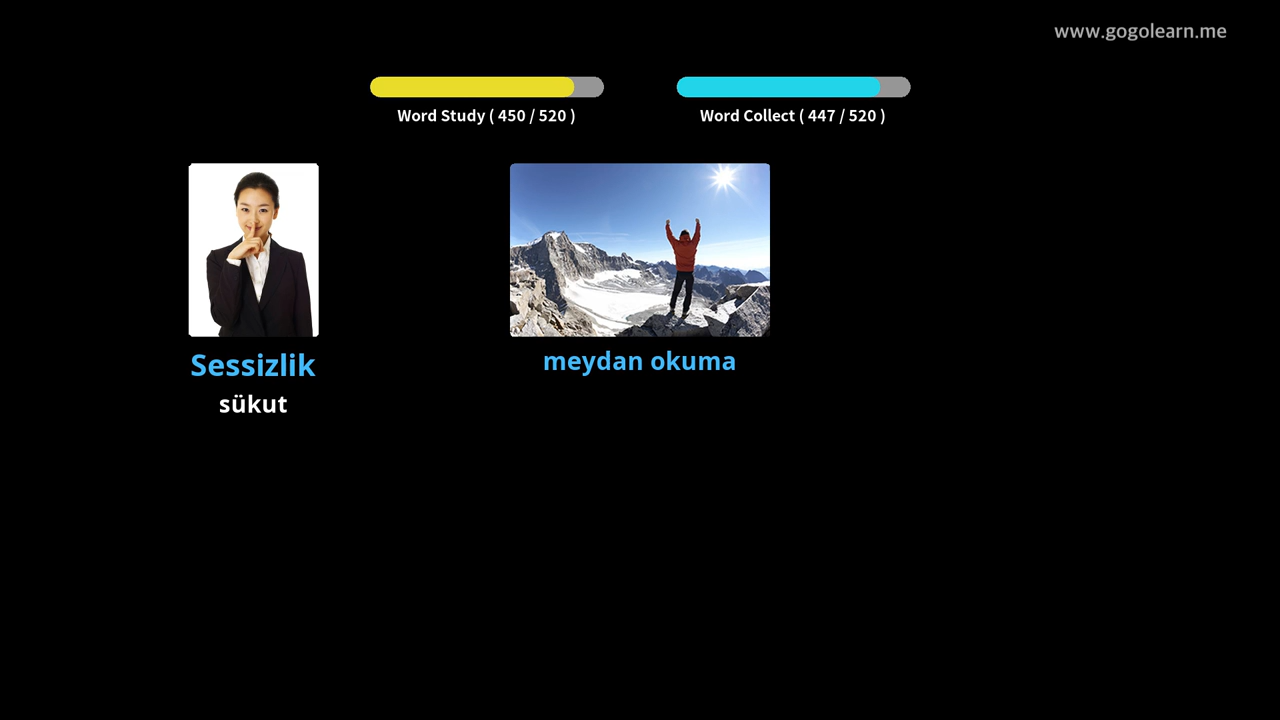 www.gogolearn.me
Word Study ( 450 / 520 )
Word Collect ( 447 / 520 )
Sessizlik
sükut
meydan okuma